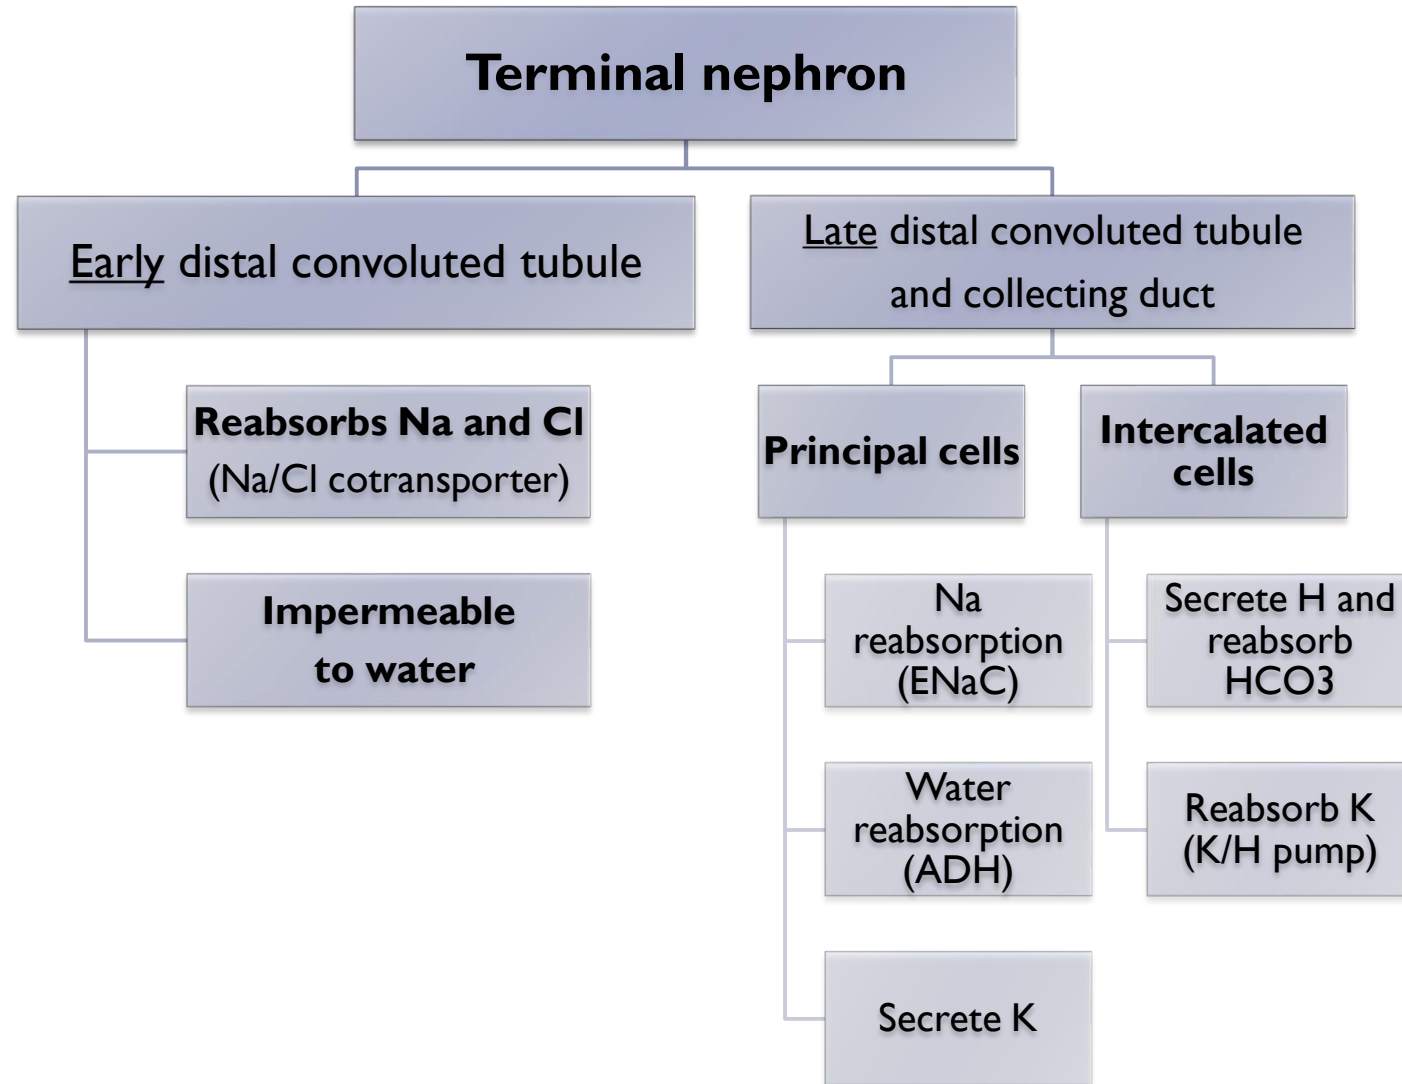 Terminal nephron
Early distal convoluted tubule
Reabsorbs Na and Cl
(Na/Cl cotransporter)
Impermeable
to water
Late distal convoluted tubule
and collecting duct
Principal cells
Na
reabsorption
(ENaC)
Water
reabsorption
(ADH)
Secrete K
Intercalated
cells
Secrete H and
reabsorb
HCO3
Reabsorb K
(K/H pump)